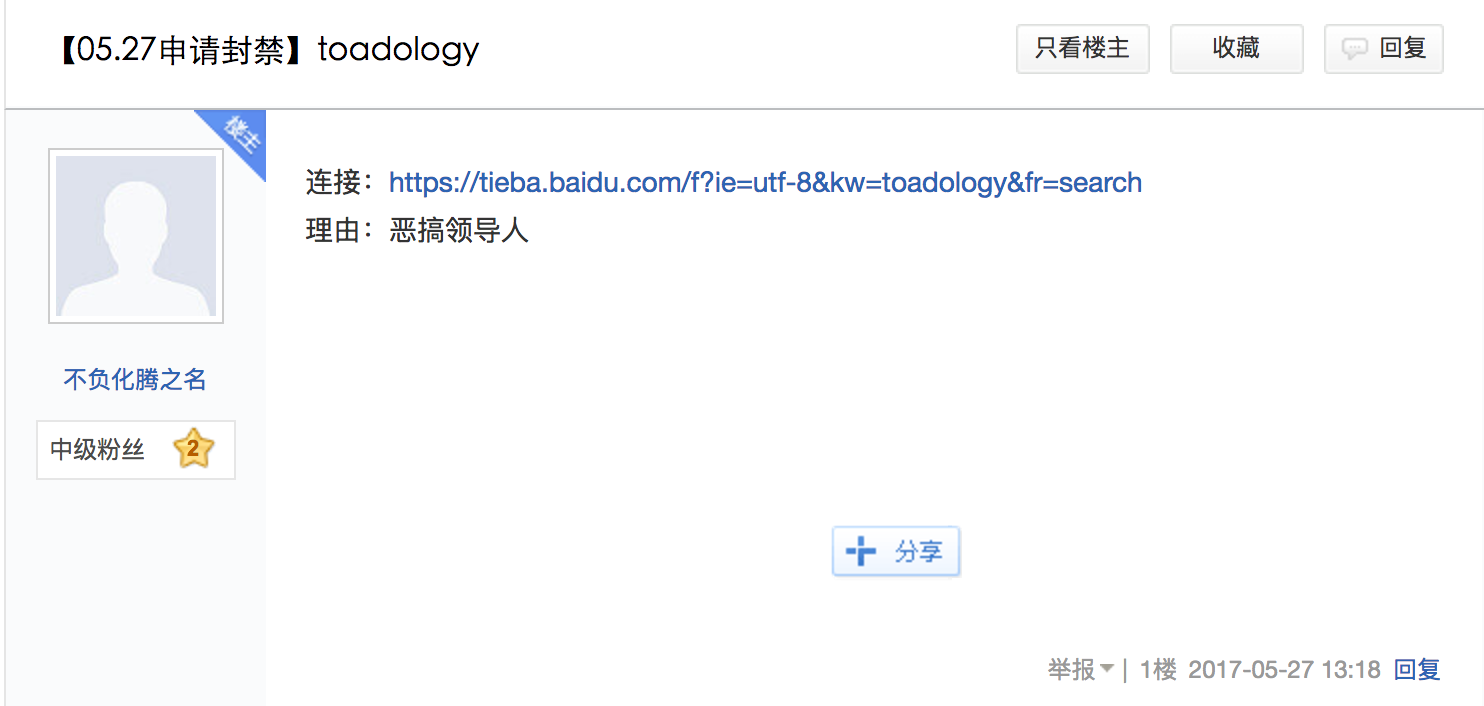 【05.27申请封禁】toadology
只看楼主
收藏
回复
楼主
连接：https://tieba.baidu.com/f?ie=utf-8&kw=toadology&fr=search
理由：恶搞领导人
不负化腾之名
中级粉丝 2
分享
举报 | 1楼 2017-05-27 13:18 回复